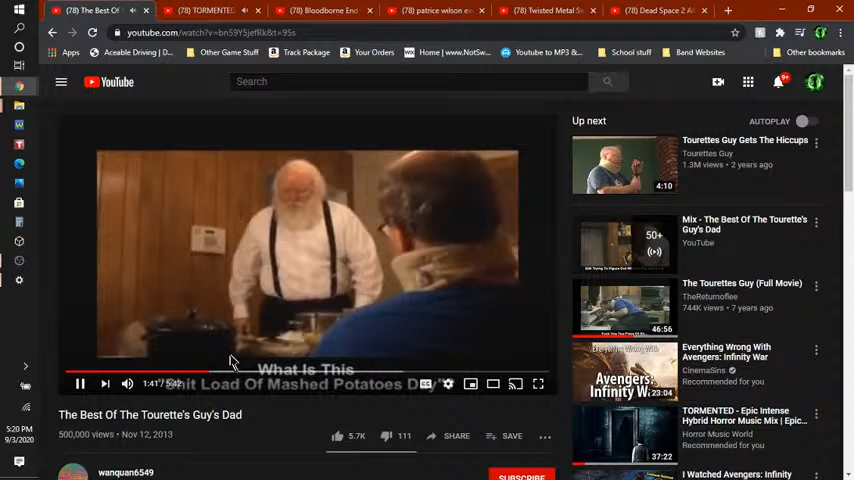 (78) The Best Of T
(78) TORMENTED
(78) Bloodborne End
(78) patrice wilson ex
(78) Twisted Metal Sw
(78) Dead Space 2 A
youtube.com/watch?v=bn59Y5jefRk&t=95s
Apps
Aceable Driving | D...
Other Game Stuff
Track Package
Your Orders
Home | www.NotSw...
Youtube to MP3 &...
School stuff
Band Websites
Other bookmarks
YouTube
Search
9+
Up next
AUTOPLAY
Tourettes Guy Gets The Hiccups
Tourettes Guy
1.3M views • 2 years ago
4:10
Mix - The Best Of The Tourette's
Guy's Dad
YouTube
50+
The Tourettes Guy (Full Movie)
TheReturnoflee
744K views • 7 years ago
46:56
Everything Wrong With
Avengers: Infinity War
CinemaSins
Recommended for you
Everything Wrong With
AVENGERS:
23:04
TORMENTED - Epic Intense
Hybrid Horror Music Mix | Epic...
Horror Music World
Recommended for you
37:22
I Watched Avengers: Infinity
What Is This
Shit Load Of Mashed Potatoes Day"
1:41 / 5:42
The Best Of The Tourette's Guy's Dad
500,000 views • Nov 12, 2013
5.7K
111
SHARE
SAVE
wanquan6549
SUBSCRIBE
5:20 PM
9/3/2020